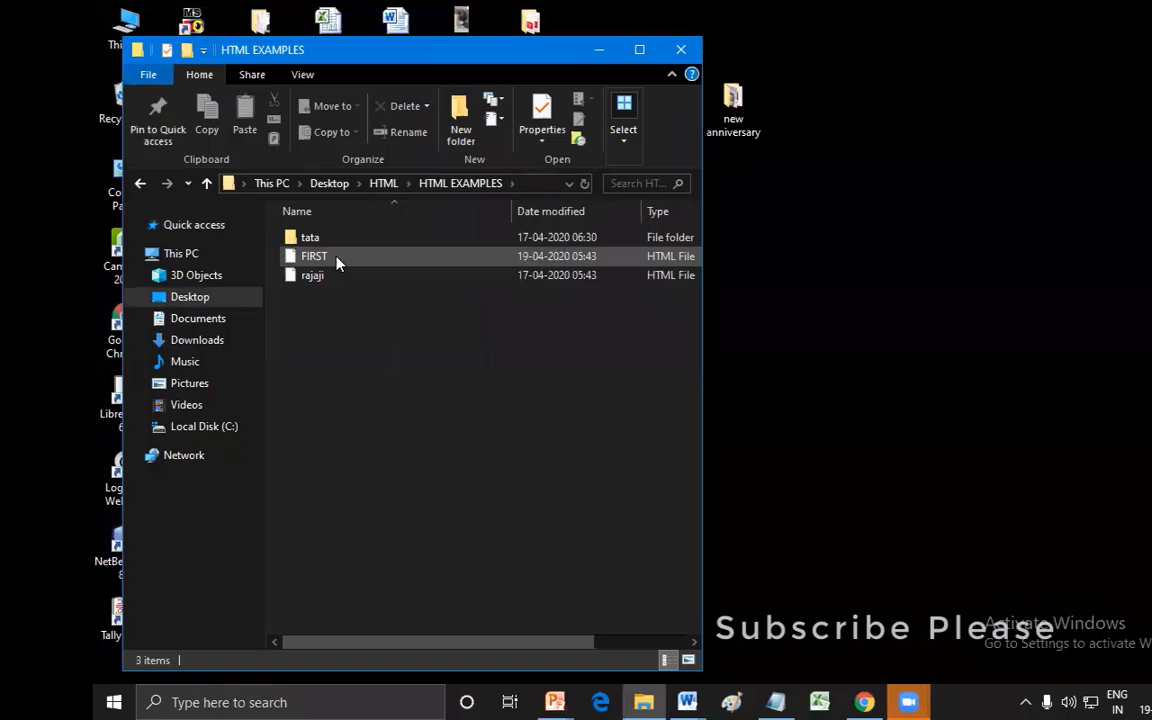 HTML EXAMPLES
File
Home
Share
View
Pin to Quick
access
Copy
Paste
Move to
Copy to
Delete
Rename
New
folder
Properties
Select
Clipboard
Organize
New
Open
This PC
Desktop
HTML
HTML EXAMPLES
Search HT...
Name
Date modified
Type
Quick access
This PC
3D Objects
Desktop
Documents
Downloads
Music
Pictures
Videos
Local Disk (C:)
Network
tata
17-04-2020 06:30
File folder
FIRST
19-04-2020 05:43
HTML File
rajaji
17-04-2020 05:43
HTML File
3 items
new
anniversary
Subscribe Please
Activate Windows
Go to Settings to activate W
Type here to search
ENG
IN
19-